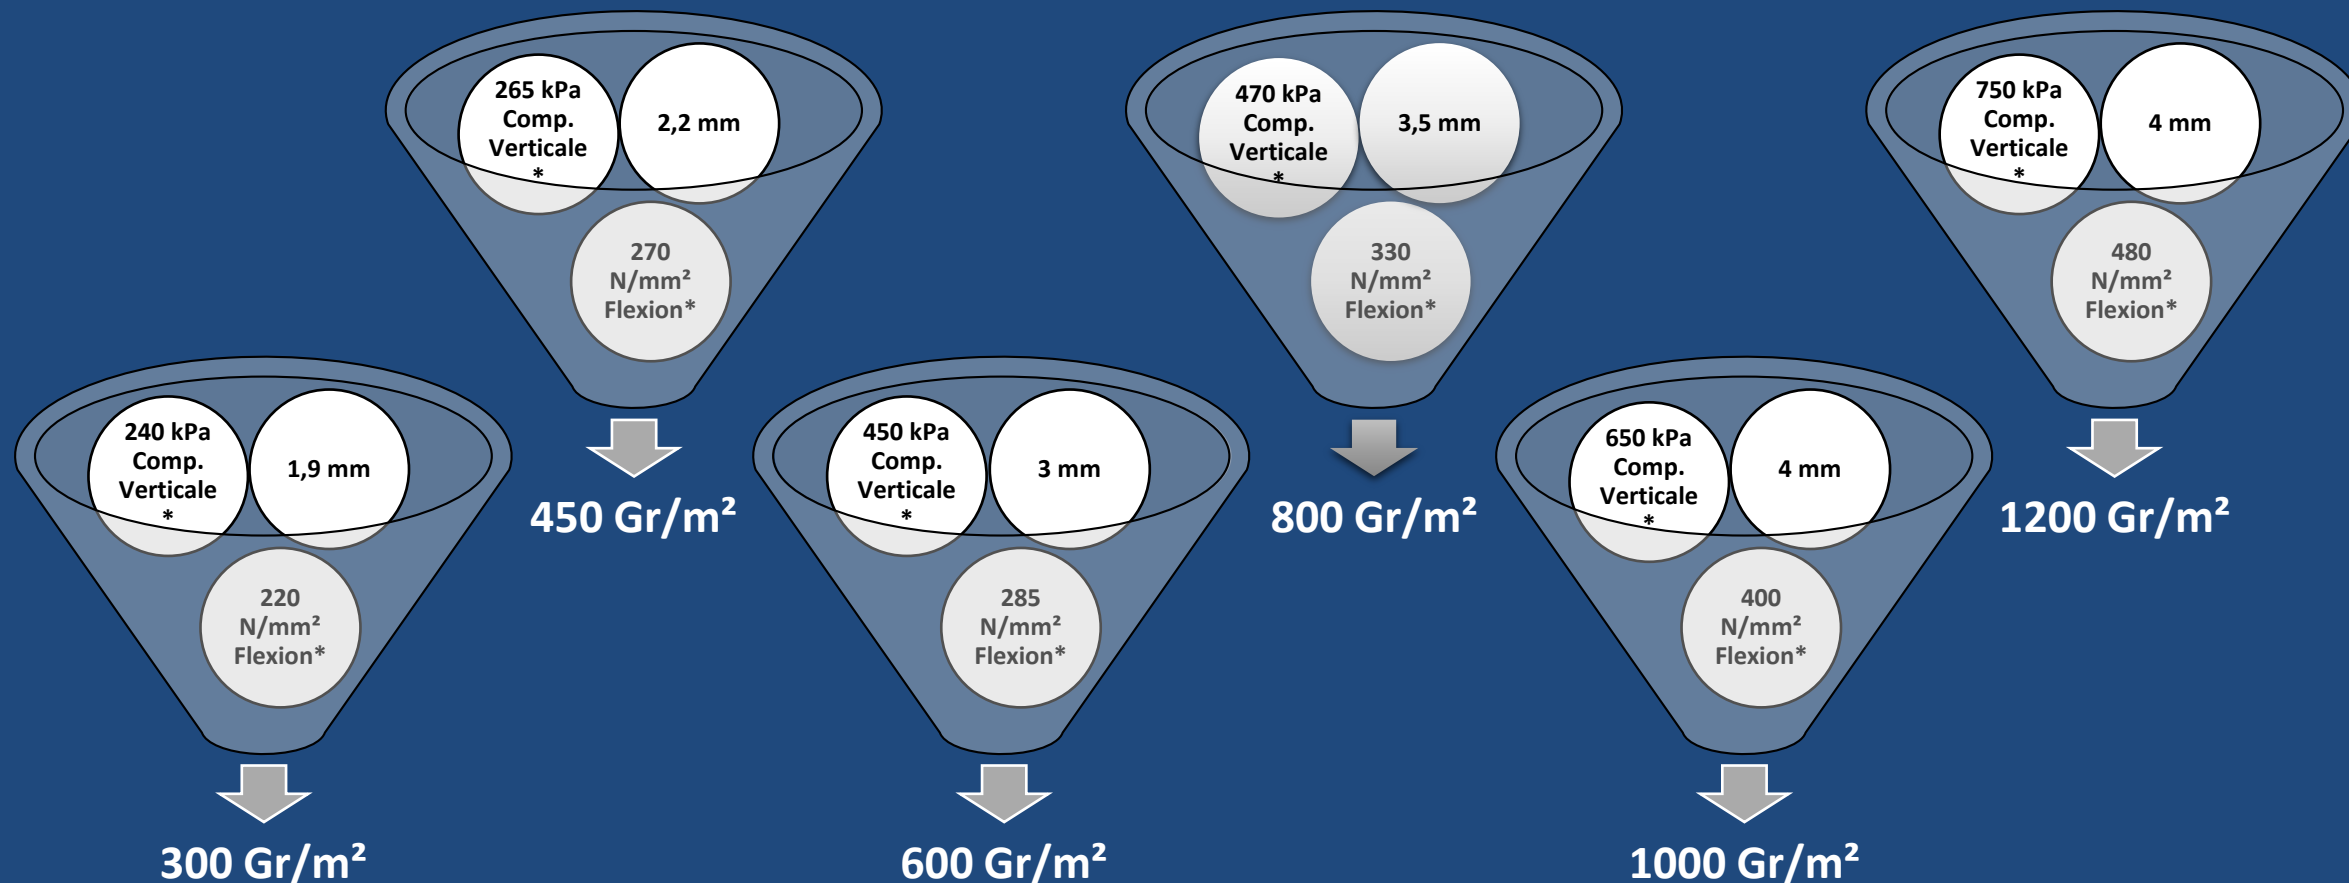 265 kPa
Comp.
Verticale
*
2,2 mm
270
N/mm²
Flexion*
450 Gr/m²
470 kPa
Comp.
Verticale
*
3,5 mm
330
N/mm²
Flexion*
800 Gr/m²
750 kPa
Comp.
Verticale
*
4 mm
480
N/mm²
Flexion*
1200 Gr/m²
240 kPa
Comp.
Verticale
*
1,9 mm
220
N/mm²
Flexion*
300 Gr/m²
450 kPa
Comp.
Verticale
*
3 mm
285
N/mm²
Flexion*
600 Gr/m²
650 kPa
Comp.
Verticale
*
4 mm
400
N/mm²
Flexion*
1000 Gr/m²